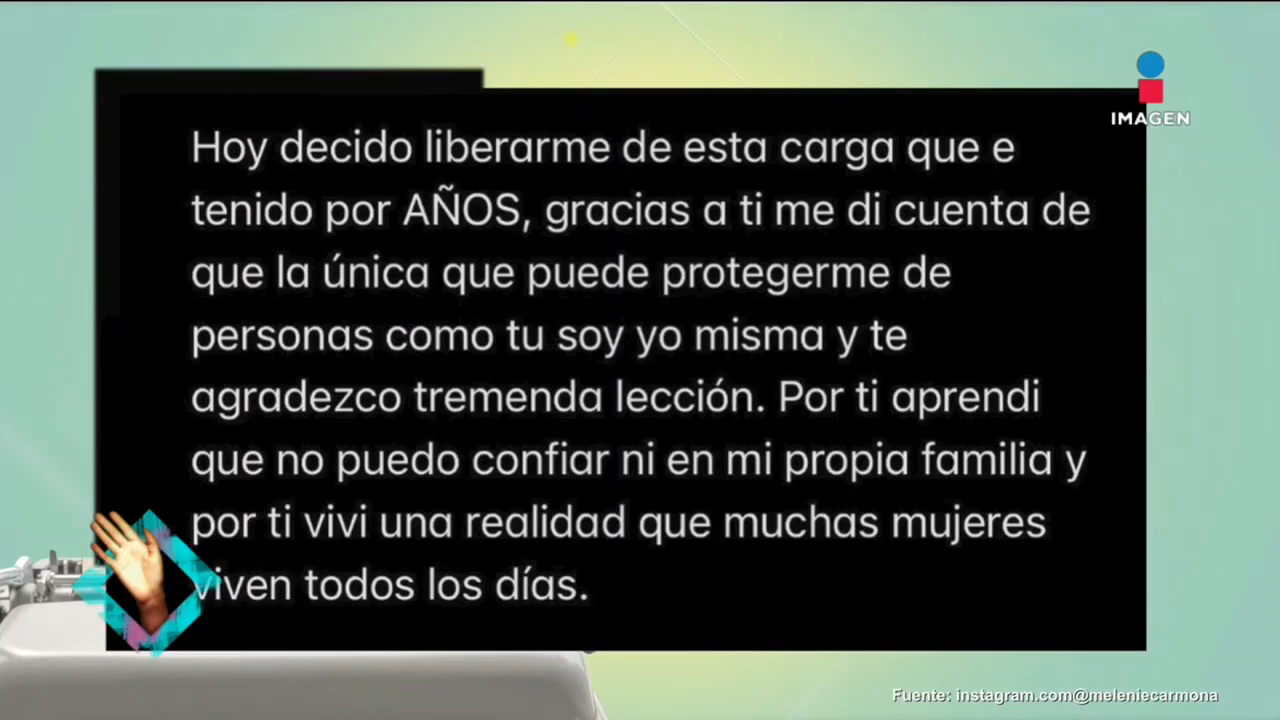 IMAGEN
Hoy decido liberarme de esta carga que e
tenido por AÑOS, gracias a ti me di cuenta de
que la única que puede protegerme de
personas como tu soy yo misma y te
agradezco tremenda lección. Por ti aprendi
que no puedo confiar ni en mi propia familia y
por ti vivi una realidad que muchas mujeres
viven todos los días.
Fuente: instagram.com@meleniecarmona